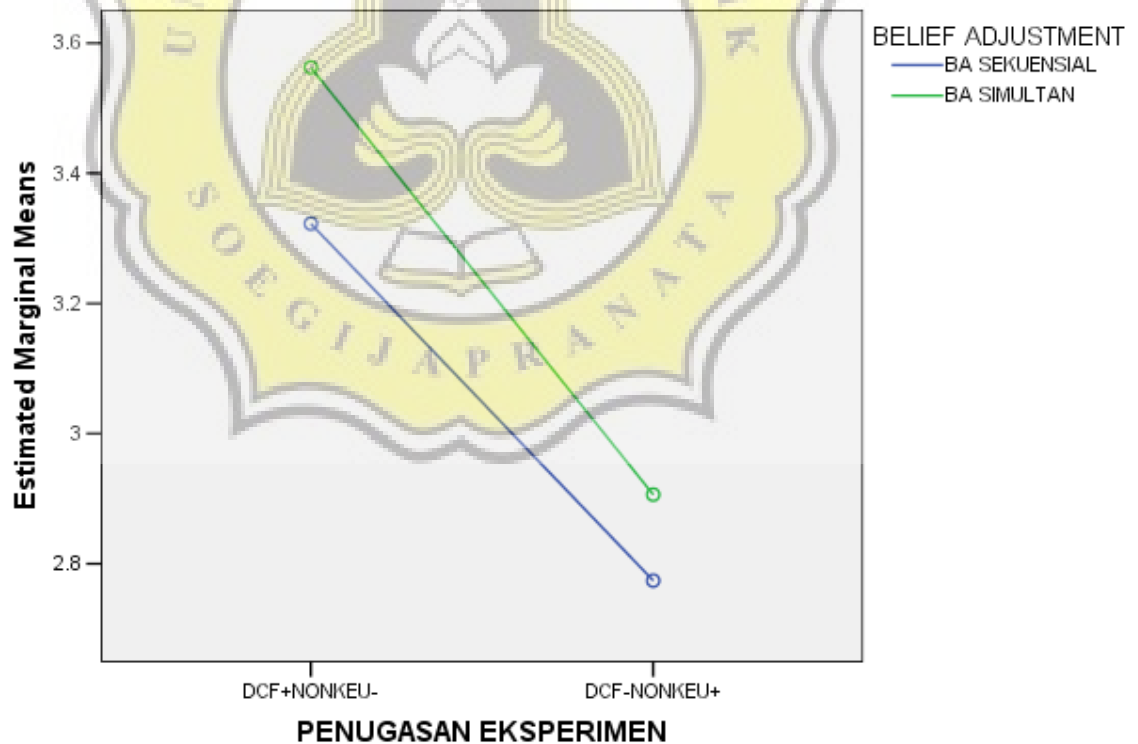 BELIEF ADJUSTMENT
BA SEKUENSIAL
BA SIMULTAN
Estimated Marginal Means
3.6
3.4
3.2
3
2.8
DCF+NONKEU-
DCF-NONKEU+
PENUGASAN EKSPERIMEN
U
K
SOEGIJAPRANATA